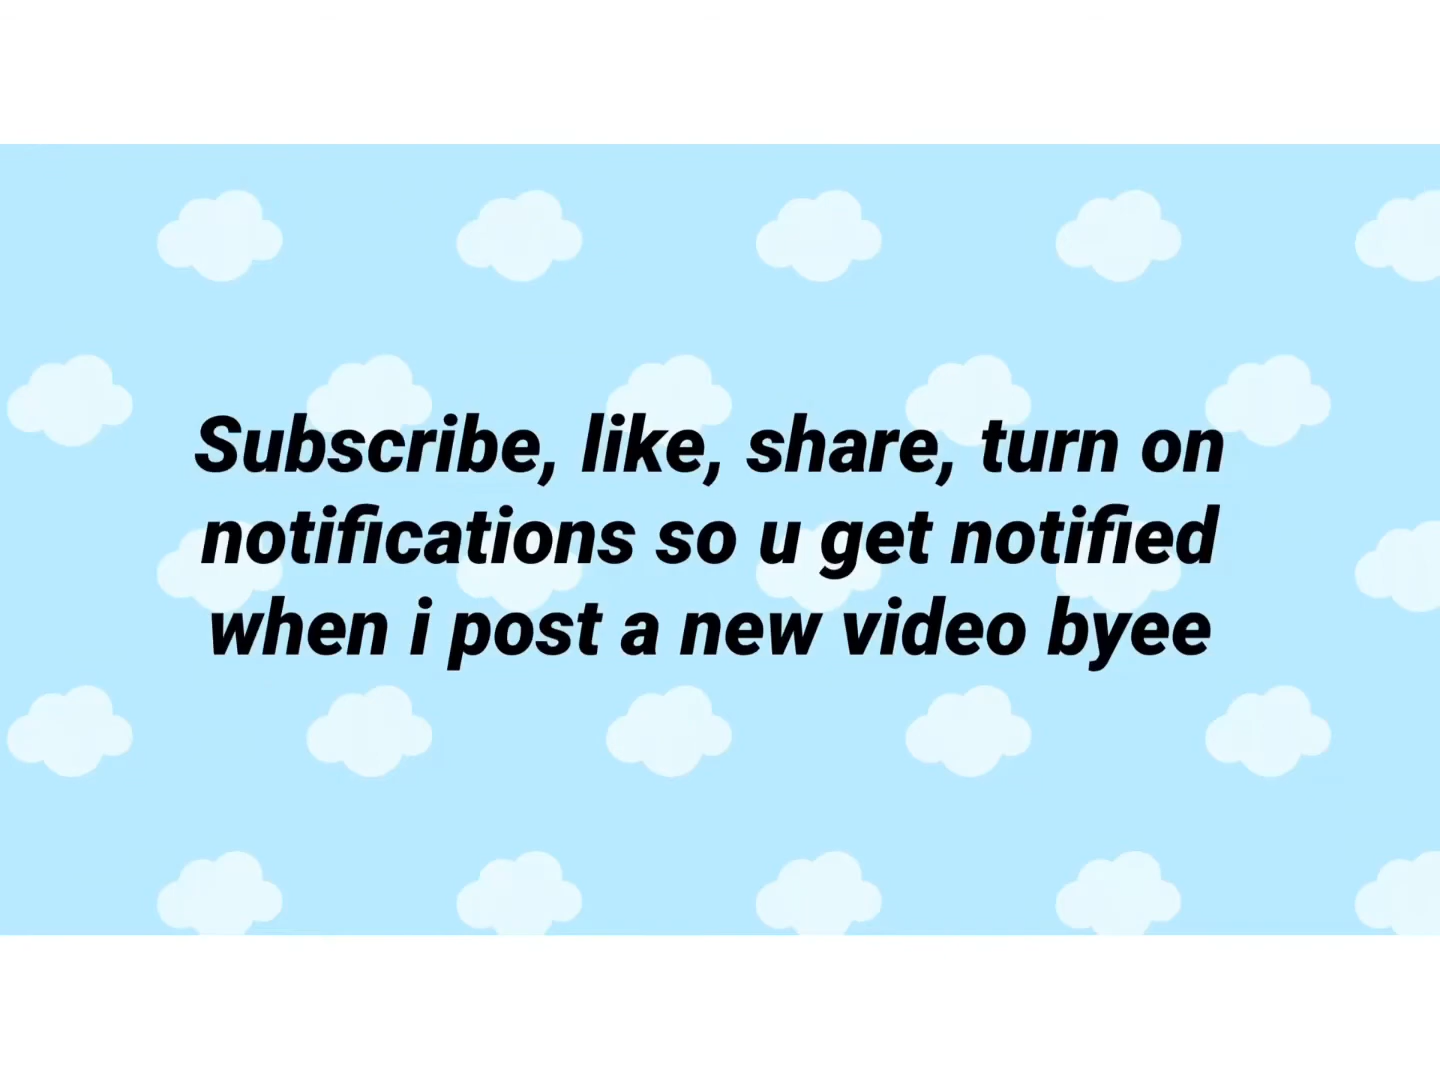 Subscribe, like, share, turn on
notifications so u get notified
when i post a new video byee